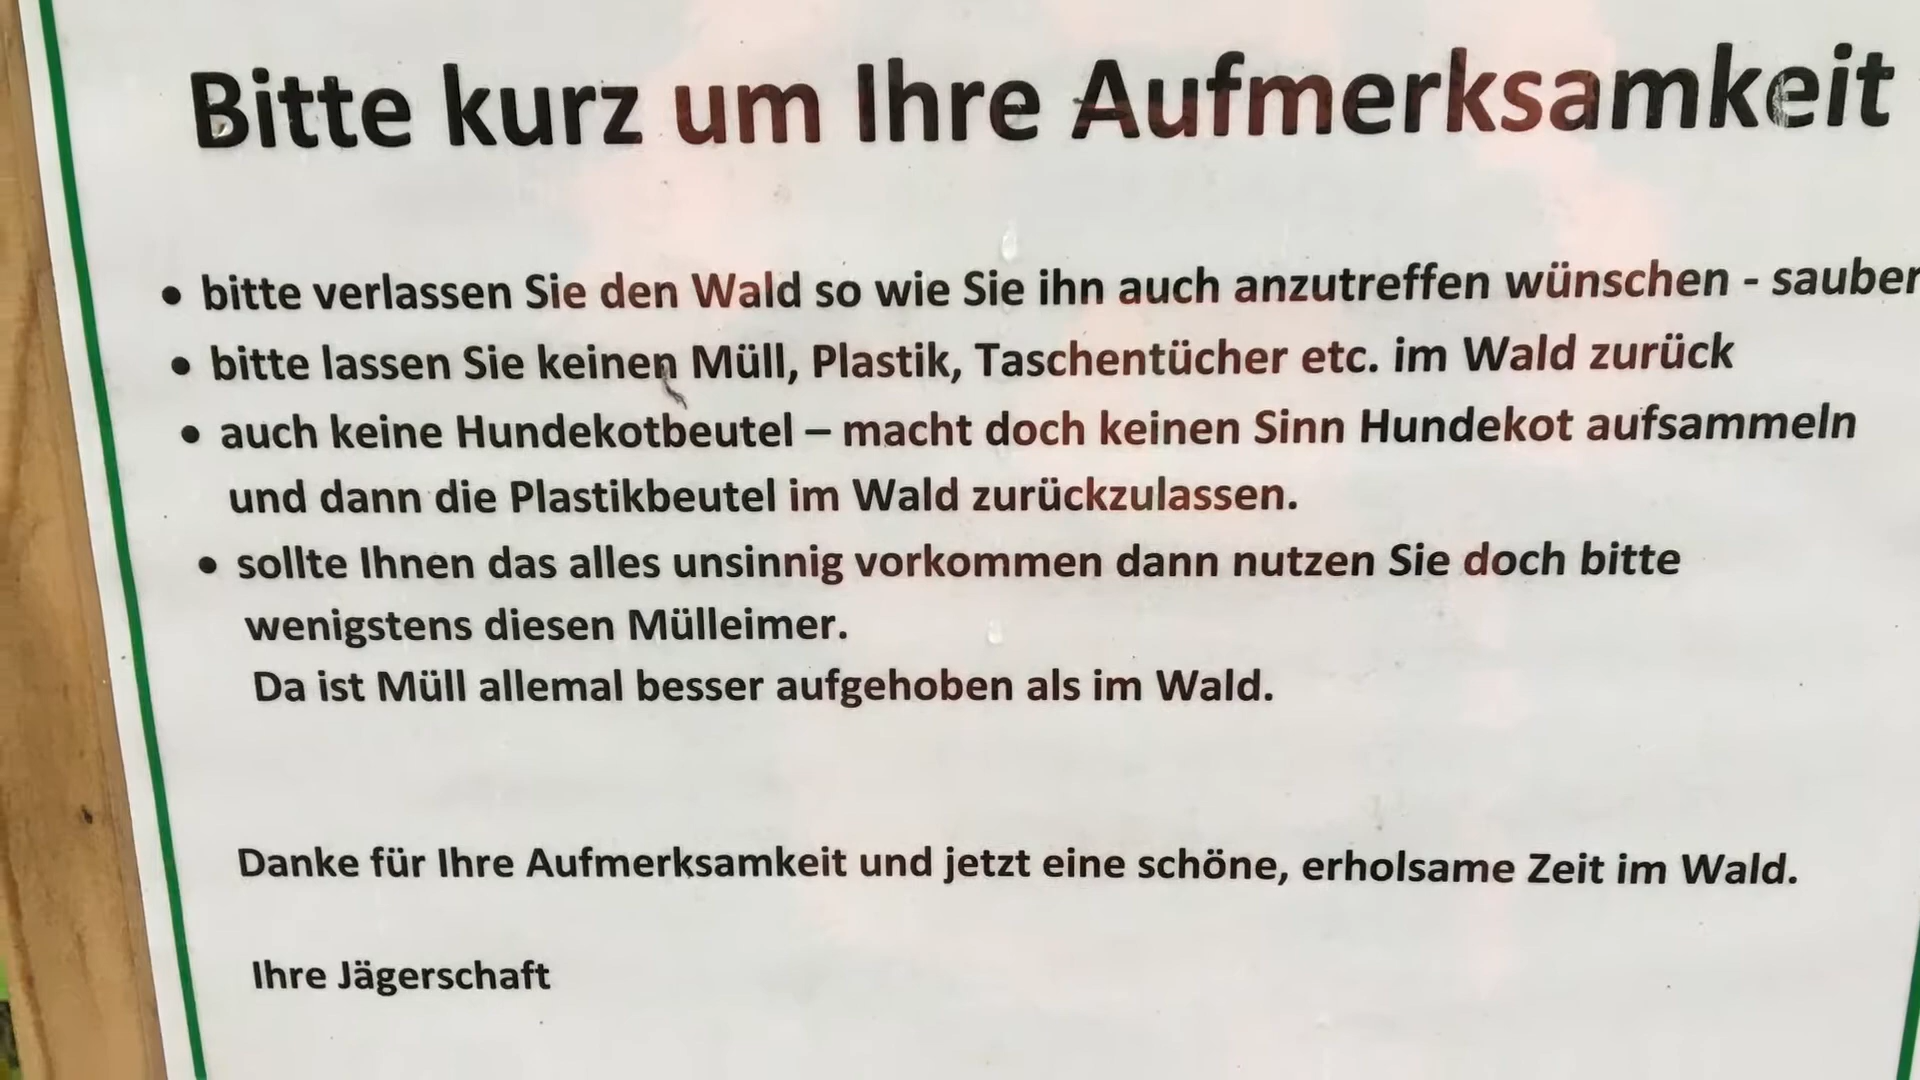 Bitte kurz um Ihre Aufmerksamkeit
• bitte verlassen Sie den Wald so wie Sie ihn auch anzutreffen wünschen - sauber
• bitte lassen Sie keinen Müll, Plastik, Taschentücher etc. im Wald zurück
• auch keine Hundekotbeutel – macht doch keinen Sinn Hundekot aufsammeln
und dann die Plastikbeutel im Wald zurückzulassen.
• sollte Ihnen das alles unsinnig vorkommen dann nutzen Sie doch bitte
wenigstens diesen Mülleimer.
Da ist Müll allemal besser aufgehoben als im Wald.
Danke für Ihre Aufmerksamkeit und jetzt eine schöne, erholsame Zeit im Wald.
Ihre Jägerschaft